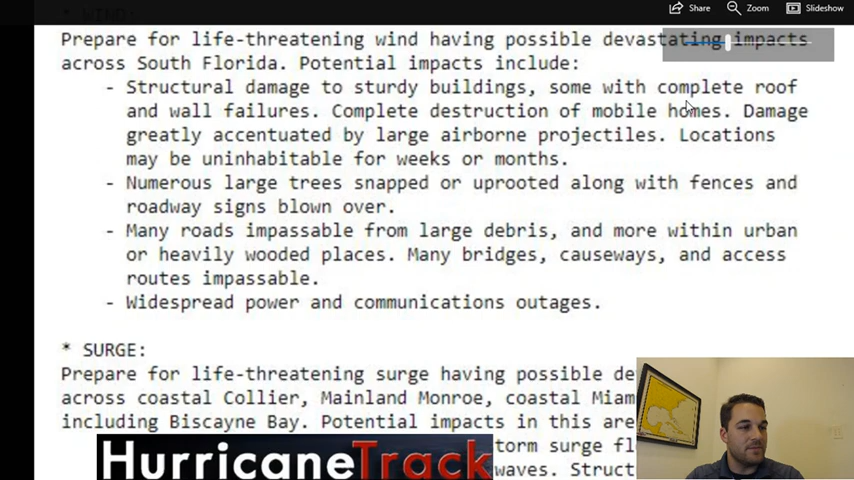 Share Zoom Slideshow
Prepare for life-threatening wind having possible devastating impacts
across South Florida. Potential impacts include:
- Structural damage to sturdy buildings, some with complete roof
and wall failures. Complete destruction of mobile homes. Damage
greatly accentuated by large airborne projectiles. Locations
may be uninhabitable for weeks or months.
- Numerous large trees snapped or uprooted along with fences and
roadway signs blown over.
- Many roads impassable from large debris, and more within urban
or heavily wooded places. Many bridges, causeways, and access
routes impassable.
- Widespread power and communications outages.
* SURGE:
Prepare for life-threatening surge having possible de
across coastal Collier, Mainland Monroe, coastal Miam
including Biscayne Bay. Potential impacts in this are
torm surge fl
waves. Struct
HurricaneTrack